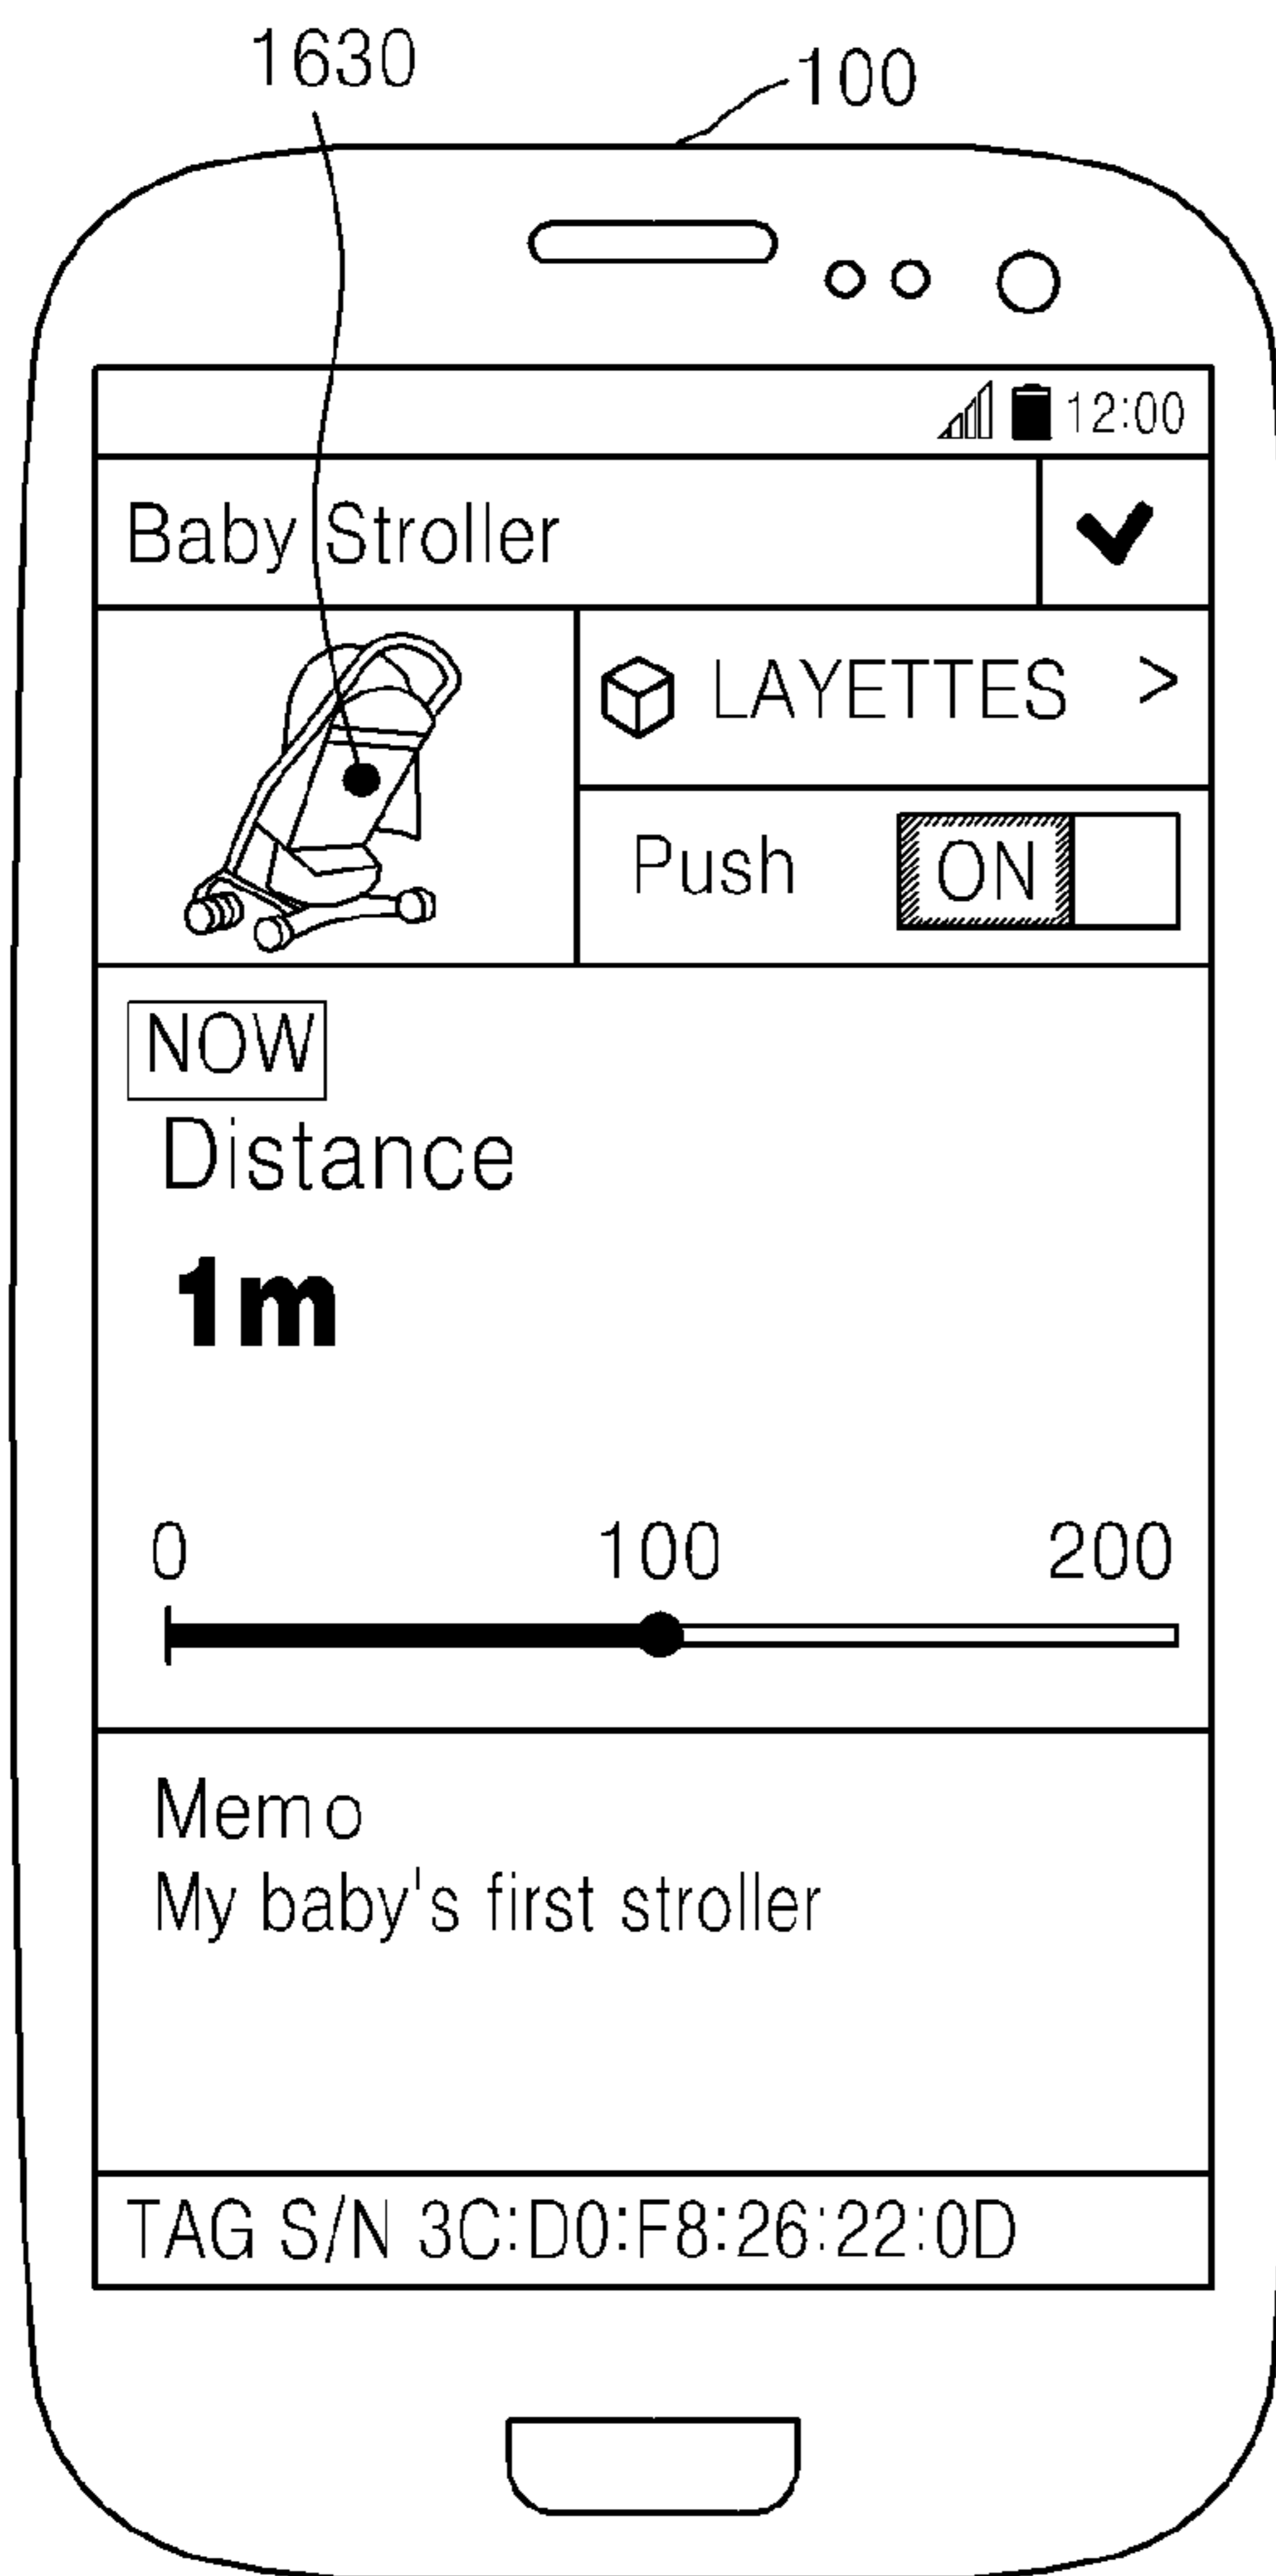 1630
100
12:00
Baby Stroller
LAYETTES >
Push ON
NOW
Distance
1m
0 100 200
Memo
My baby's first stroller
TAG S/N 3C:D0:F8:26:22:0D